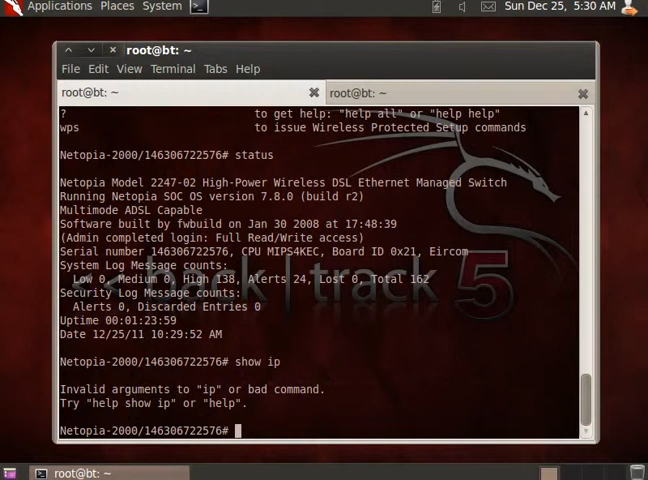 Applications Places System
Sun Dec 25, 5:30 AM
root@bt: ~
File Edit View Terminal Tabs Help
root@bt: ~
root@bt: ~
? to get help: "help all" or "help help"
wps to issue Wireless Protected Setup commands
Netopia-2000/146306722576# status
Netopia Model 2247-02 High-Power Wireless DSL Ethernet Managed Switch
Running Netopia SOC OS version 7.8.0 (build r2)
Multimode ADSL Capable
Software built by fwbuild on Jan 30 2008 at 17:48:39
(Admin completed login: Full Read/Write access)
Serial number 146306722576, CPU MIPS4KEC, Board ID 0x21, Eircom
System Log Message counts:
Low 0, Medium 0, High 138, Alerts 24, Lost 0, Total 162
Security Log Message counts:
Alerts 0, Discarded Entries 0
Uptime 00:01:23:59
Date 12/25/11 10:29:52 AM
Netopia-2000/146306722576# show ip
Invalid arguments to "ip" or bad command.
Try "help show ip" or "help".
Netopia-2000/146306722576#
<< back | track 5
root@bt: ~